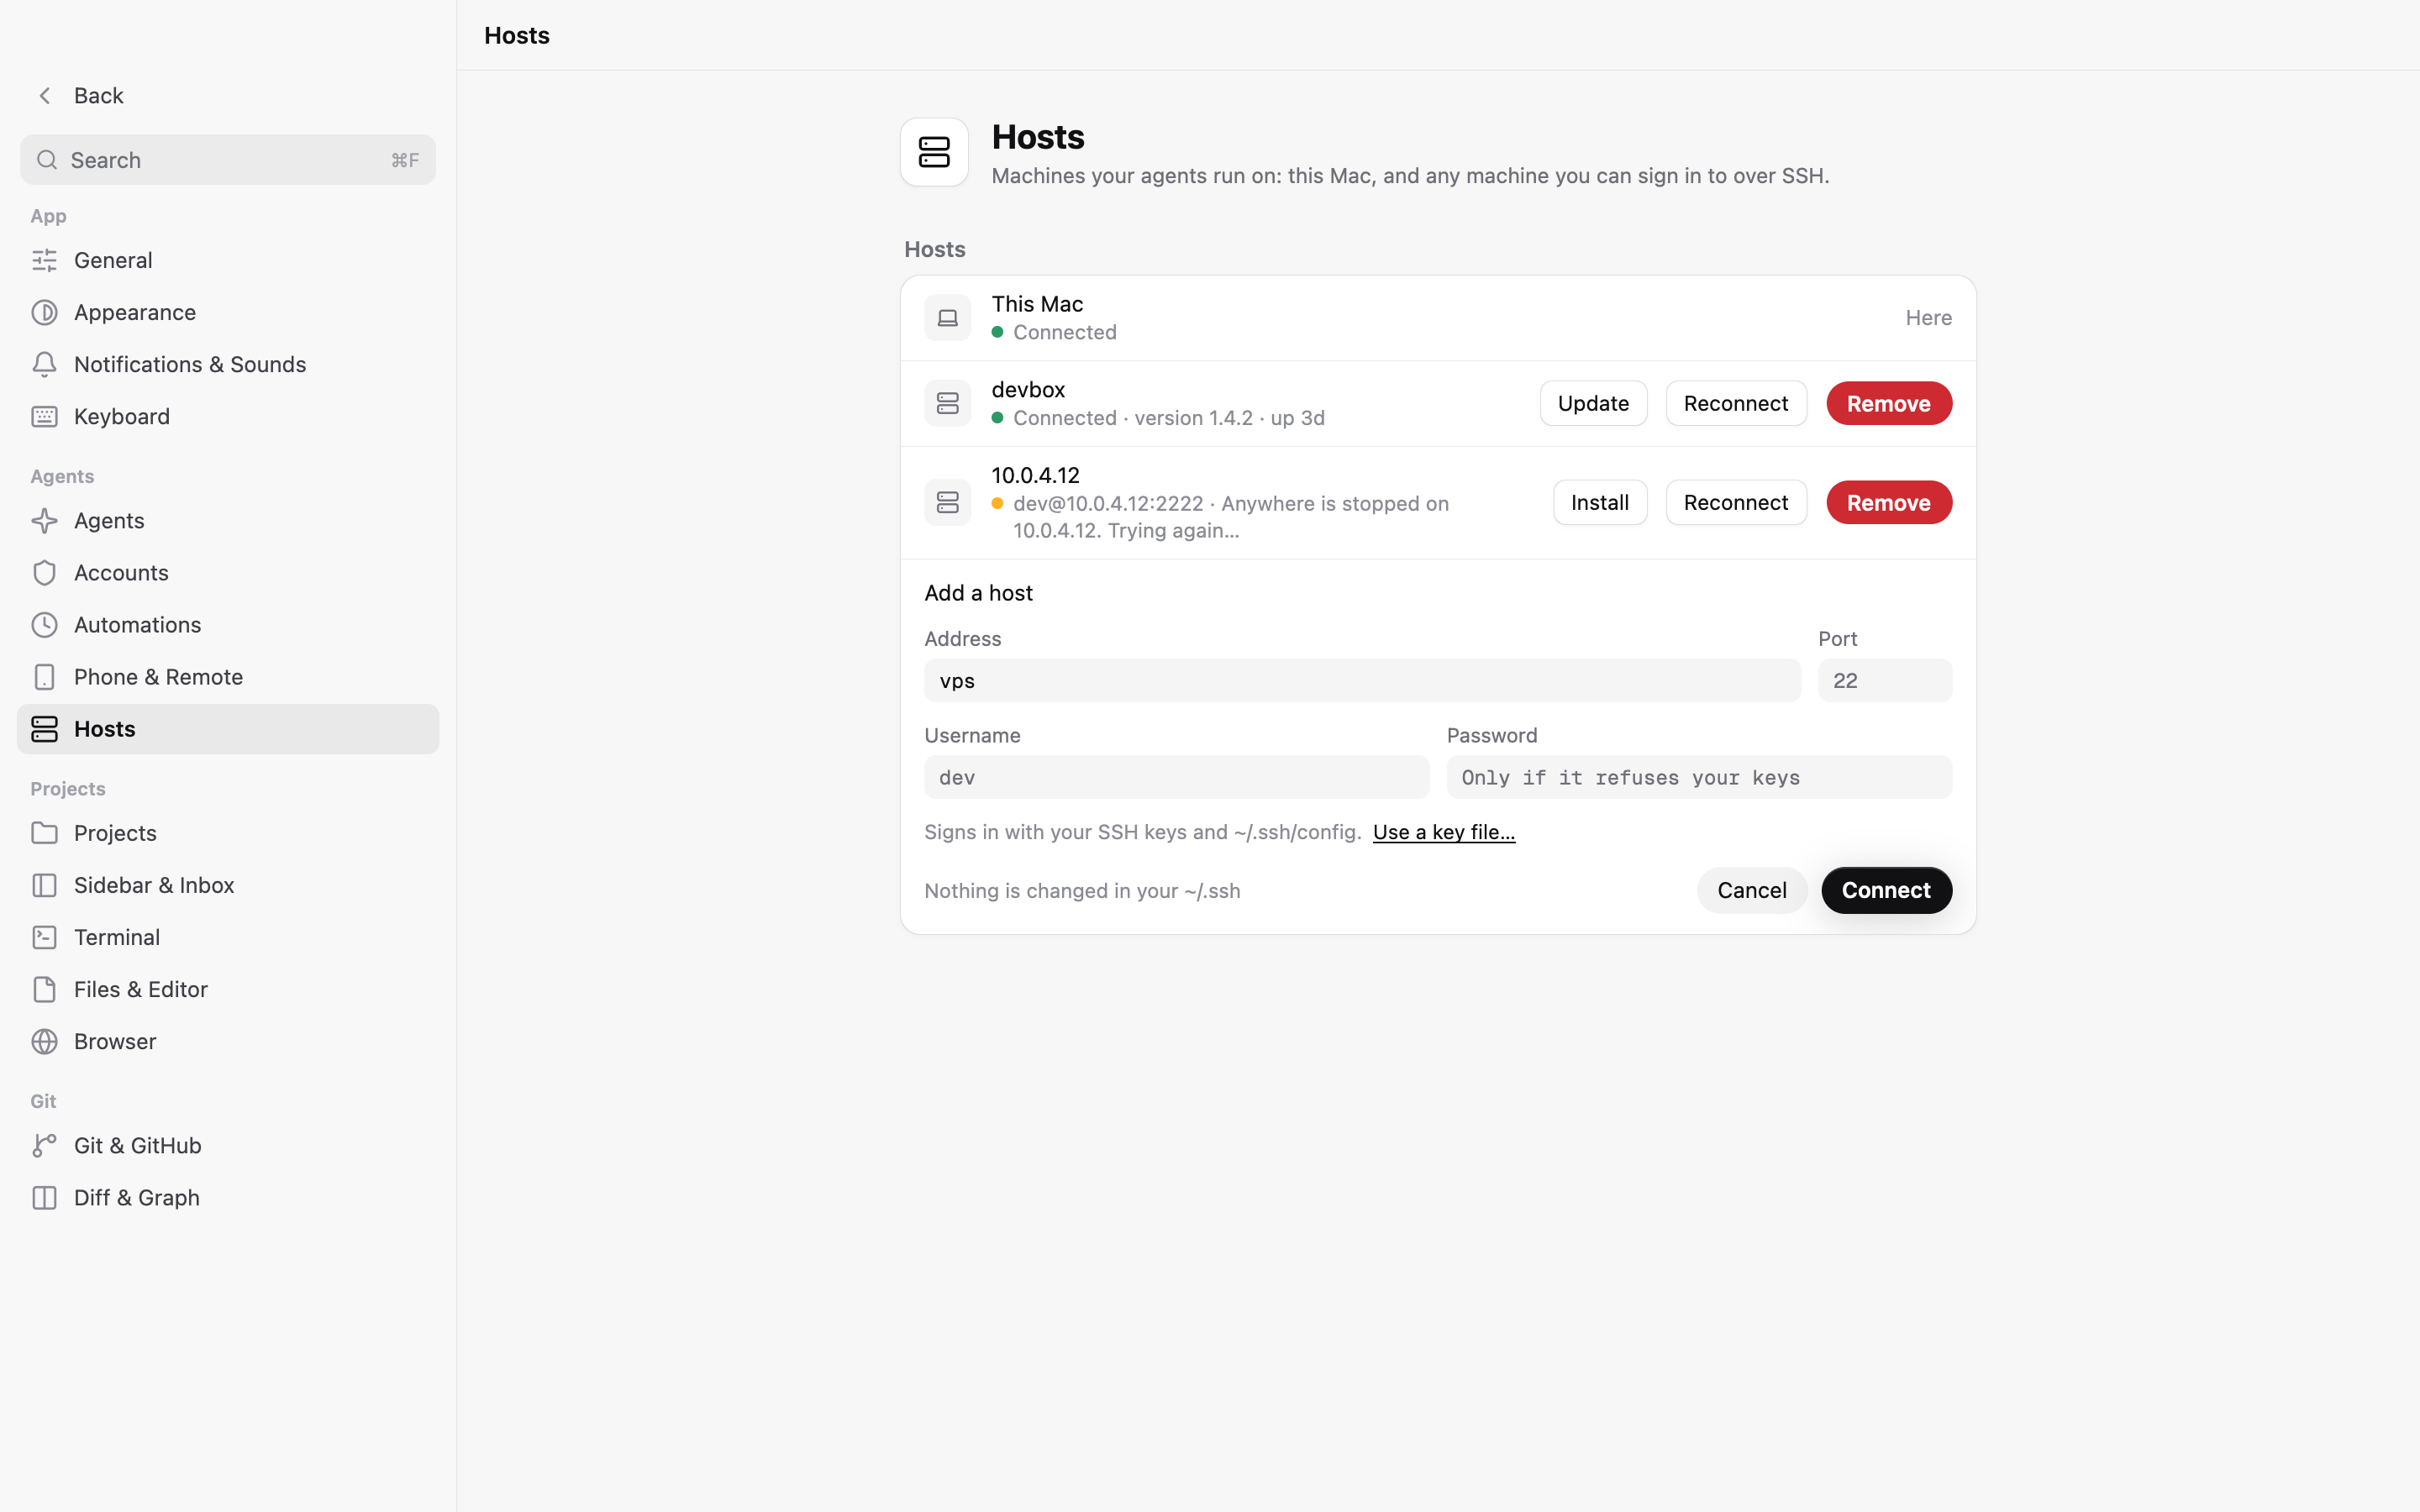 Hosts
Back
Search ⌘F
App
General
Appearance
Notifications & Sounds
Keyboard
Agents
Agents
Accounts
Automations
Phone & Remote
Hosts
Projects
Projects
Sidebar & Inbox
Terminal
Files & Editor
Browser
Git
Git & GitHub
Diff & Graph
Hosts
Machines your agents run on: this Mac, and any machine you can sign in to over SSH.
Hosts
This Mac
Connected
Here
devbox
Connected · version 1.4.2 · up 3d
Update Reconnect Remove
10.0.4.12
dev@10.0.4.12:2222 · Anywhere is stopped on
10.0.4.12. Trying again...
Install Reconnect Remove
Add a host
Address Port
vps 22
Username Password
dev Only if it refuses your keys
Signs in with your SSH keys and ~/.ssh/config. Use a key file...
Nothing is changed in your ~/.ssh
Cancel Connect